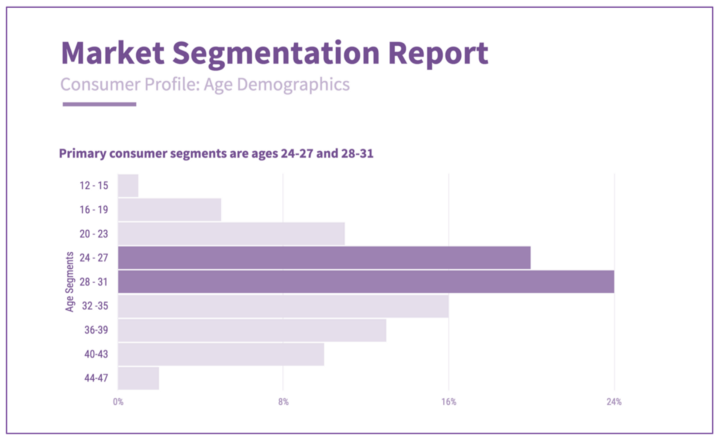 Market Segmentation Report
Consumer Profile: Age Demographics
Primary consumer segments are ages 24-27 and 28-31
Age Segments
12 - 15
16 - 19
20 - 23
24 - 27
28 - 31
32 -35
36-39
40-43
44-47
0%
8%
16%
24%